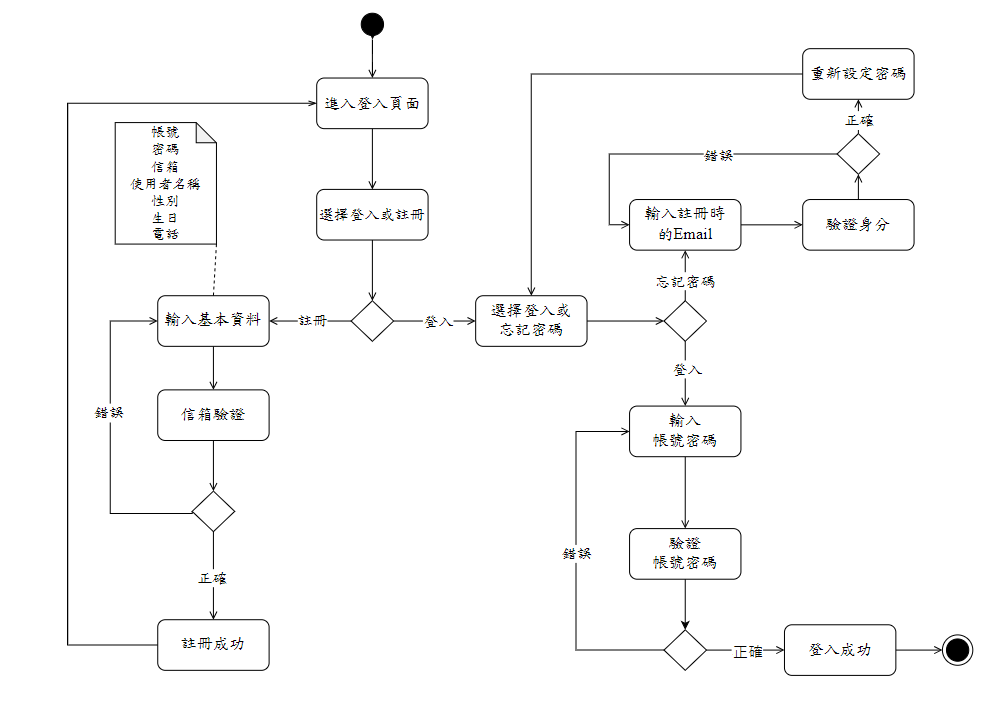 進入登入頁面
帳號
密碼
信箱
使用者名稱
性別
生日
電話
選擇登入或註冊
註冊
登入
輸入基本資料
錯誤
信箱驗證
正確
註冊成功
選擇登入或
忘記密碼
重新設定密碼
正確
錯誤
輸入註冊時
的Email
驗證身分
忘記密碼
登入
輸入
帳號密碼
錯誤
驗證
帳號密碼
正確
登入成功